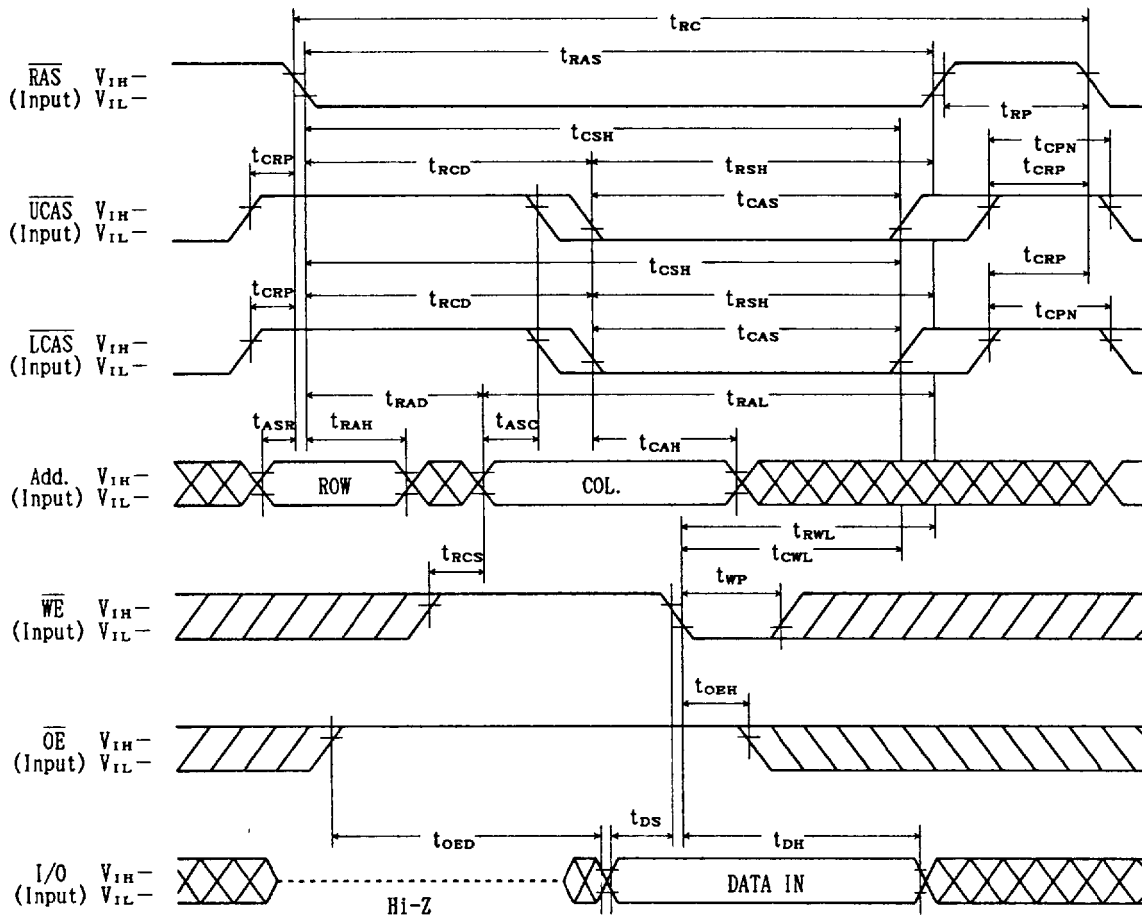 tRC
tRAS
RAS VIH
(Input) VIL
tRP
tCSH
tCRP tRCD tRSH tCPN
tCRP
tCAS
UCAS VIH
(Input) VIL
tCSH tCRP
tCRP tRCD tRSH
tCAS tCPN
LCAS VIH
(Input) VIL
tRAD tRAL
tASR tRAH tASC tCAH
Add. VIH
(Input) VIL
ROW COL.
tRWL
tRCS tCWL
tWP
WE VIH
(Input) VIL
tOEH
OE VIH
(Input) VIL
tOED tDS tDH
I/O VIH
(Input) VIL
Hi-Z DATA IN